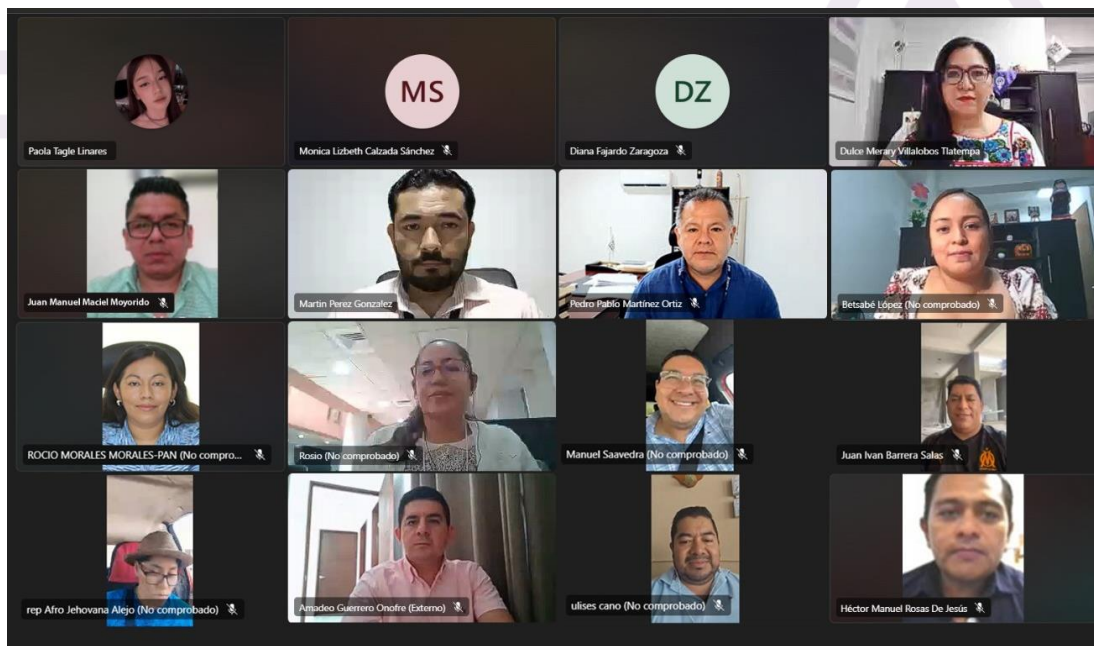 Paola Tagle Linares
MS
Monica Lizbeth Calzada Sánchez
DZ
Diana Fajardo Zaragoza
Dulce Merary Villalobos Tlatempa
Juan Manuel Maciel Moyorido
Martin Perez Gonzalez
Pedro Pablo Martínez Ortiz
Betsabé López (No comprobado)
ROCIO MORALES MORALES-PAN (No compro...
Rosio (No comprobado)
Manuel Saavedra (No comprobado)
Juan Ivan Barrera Salas
rep Afro Jehovana Alejo (No comprobado)
Amadeo Guerrero Onofre (Externo)
ulises cano (No comprobado)
Héctor Manuel Rosas De Jesús